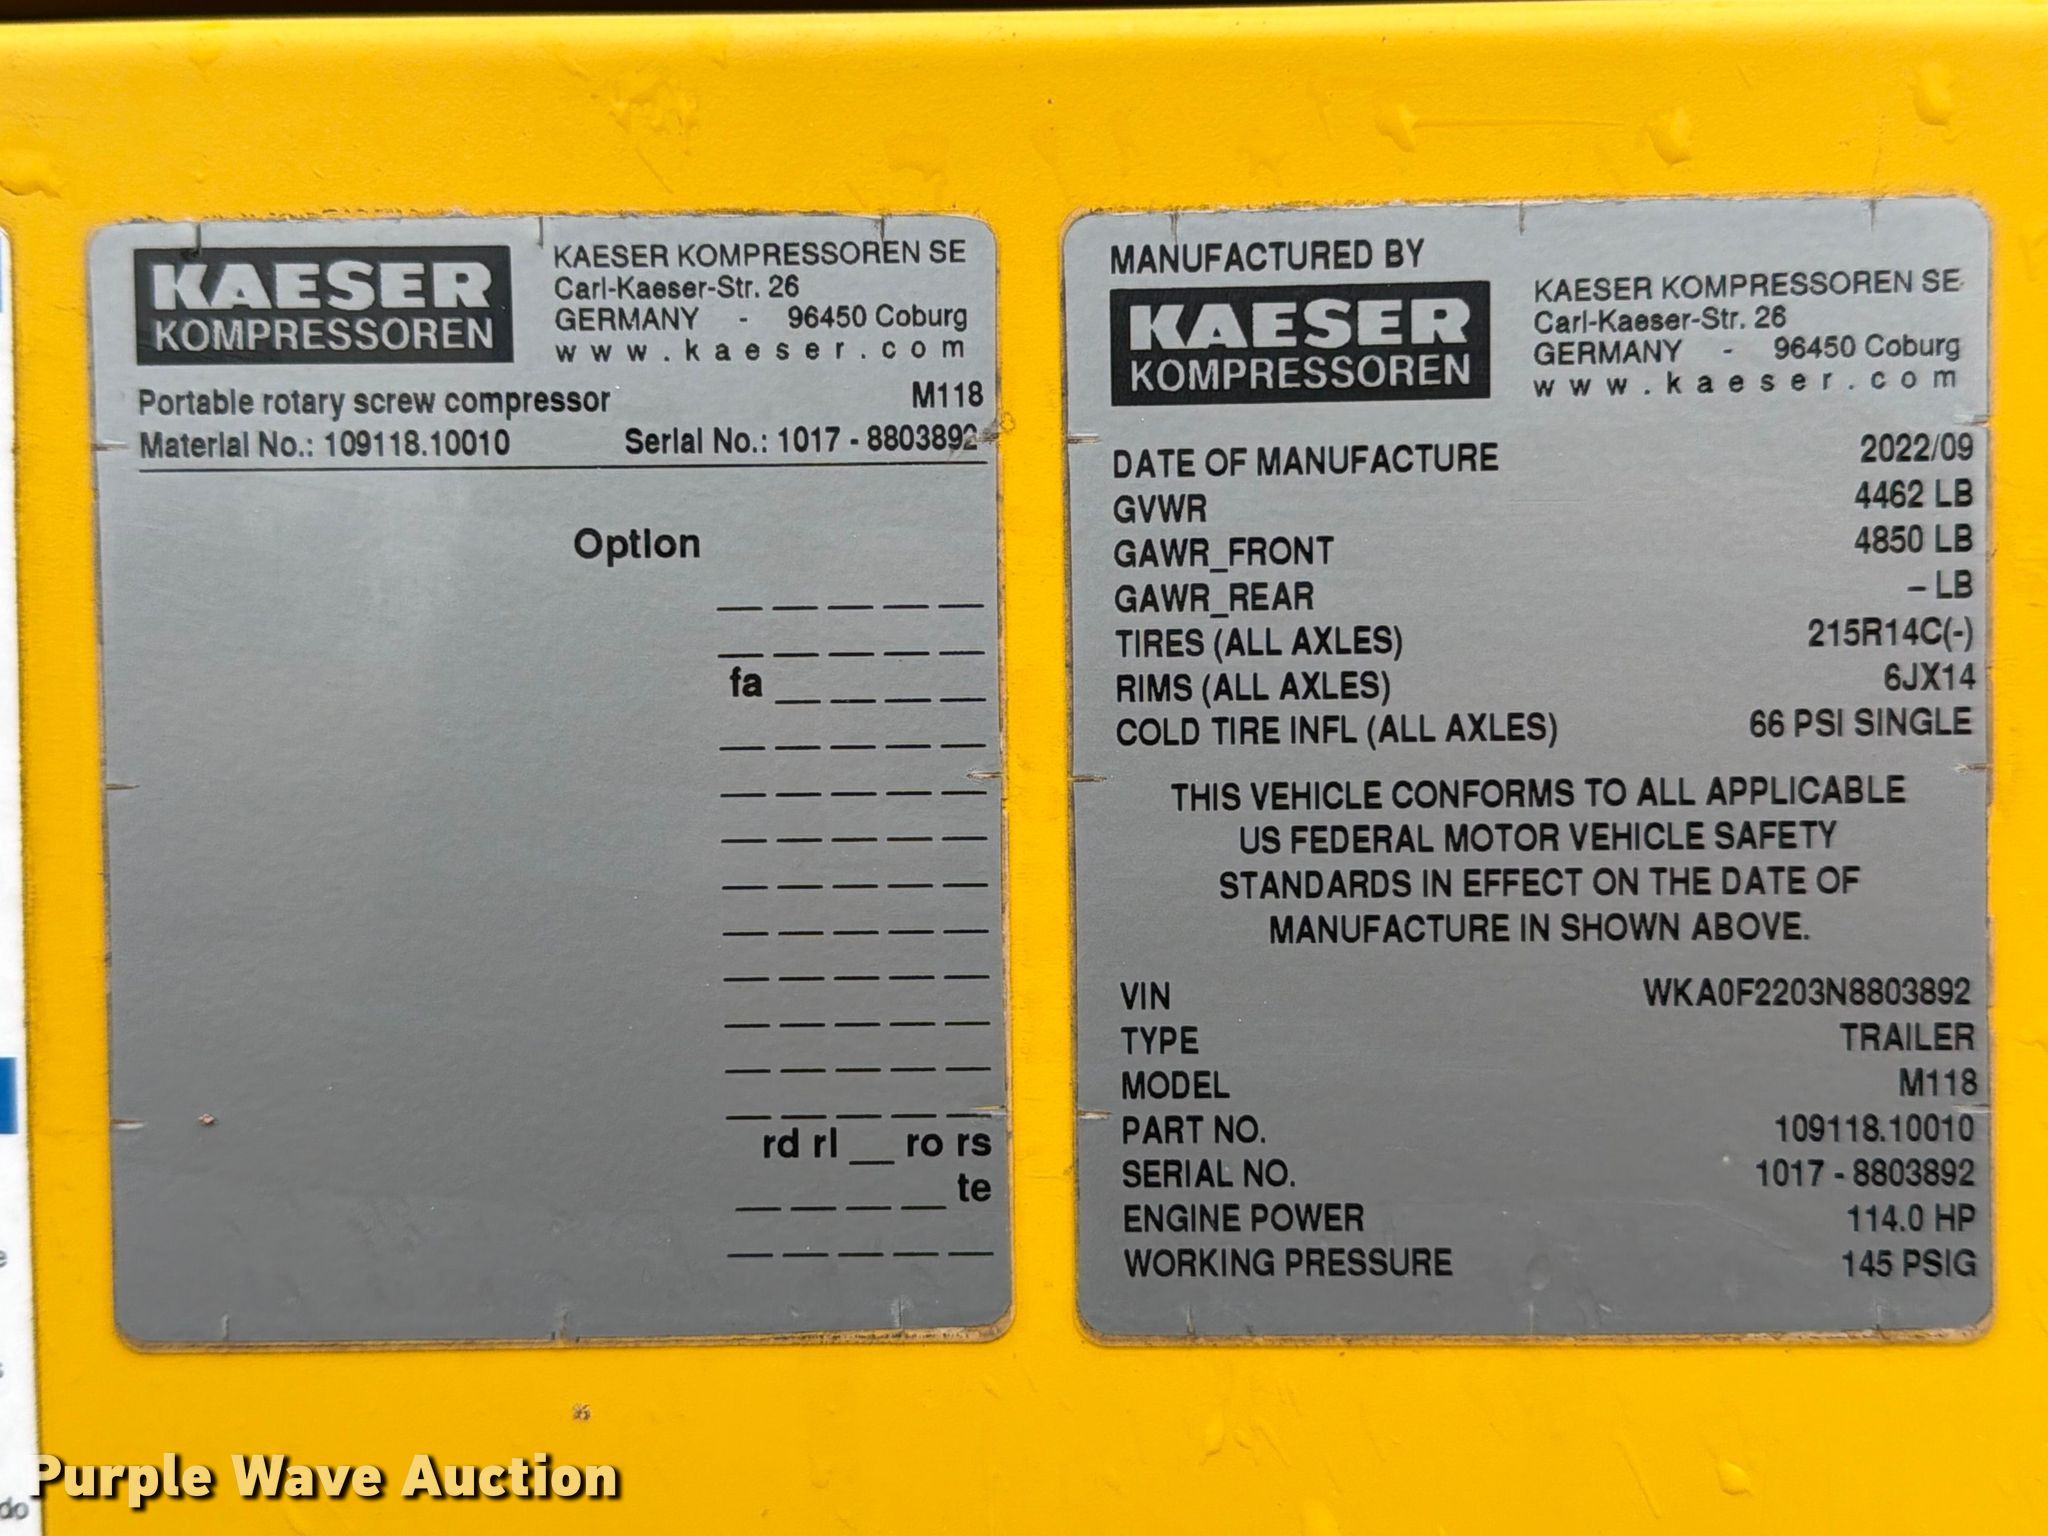 KAESER
KOMPRESSOREN
KAESER KOMPRESSOREN SE
Carl-Kaeser-Str. 26
GERMANY - 96450 Coburg
www.kaeser.com
Portable rotary screw compressor M118
Material No.: 109118.10010 Serial No.: 1017 - 8803892
Option
_ _ _ _ _
_ _ _ _ _
fa _ _ _ _
_ _ _ _ _
_ _ _ _ _
_ _ _ _ _
_ _ _ _ _
_ _ _ _ _
_ _ _ _ _
_ _ _ _ _
_ _ _ _ _
_ _ _ _ _
rd rl _ ro rs
_ _ _ _ te
_ _ _ _ _
MANUFACTURED BY
KAESER
KOMPRESSOREN
KAESER KOMPRESSOREN SE
Carl-Kaeser-Str. 26
GERMANY - 96450 Coburg
www.kaeser.com
DATE OF MANUFACTURE 2022/09
GVWR 4462 LB
GAWR_FRONT 4850 LB
GAWR_REAR - LB
TIRES (ALL AXLES) 215R14C(-)
RIMS (ALL AXLES) 6JX14
COLD TIRE INFL (ALL AXLES) 66 PSI SINGLE
THIS VEHICLE CONFORMS TO ALL APPLICABLE
US FEDERAL MOTOR VEHICLE SAFETY
STANDARDS IN EFFECT ON THE DATE OF
MANUFACTURE IN SHOWN ABOVE.
VIN WKA0F2203N8803892
TYPE TRAILER
MODEL M118
PART NO. 109118.10010
SERIAL NO. 1017 - 8803892
ENGINE POWER 114.0 HP
WORKING PRESSURE 145 PSIG
Purple Wave Auction
do